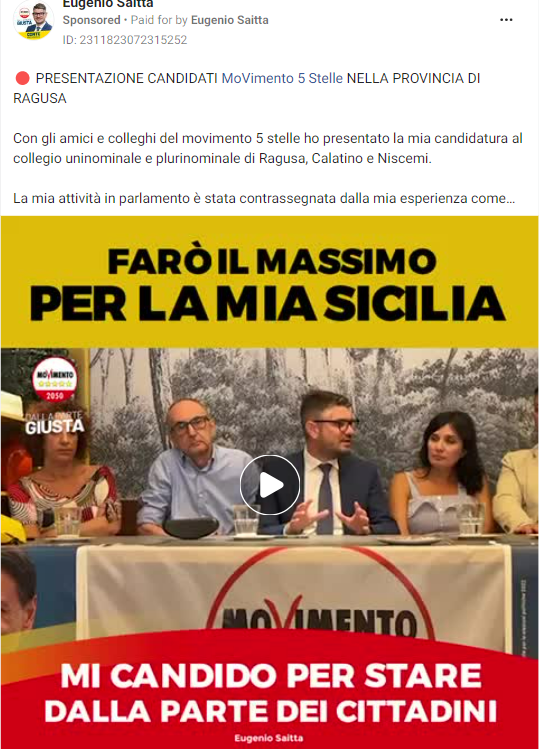 Eugenio Saitta
Sponsored • Paid for by Eugenio Saitta
ID: 2311823072315252
🔴 PRESENTAZIONE CANDIDATI MoVimento 5 Stelle NELLA PROVINCIA DI
RAGUSA
Con gli amici e colleghi del movimento 5 stelle ho presentato la mia candidatura al
collegio uninominale e plurinominale di Ragusa, Calatino e Niscemi.
La mia attività in parlamento è stata contrassegnata dalla mia esperienza come...
FARÒ IL MASSIMO
PER LA MIA SICILIA
MOVIMENTO
2050
DALLA PARTE
GIUSTA
MOVIMENTO
MI CANDIDO PER STARE
DALLA PARTE DEI CITTADINI
Eugenio Saitta